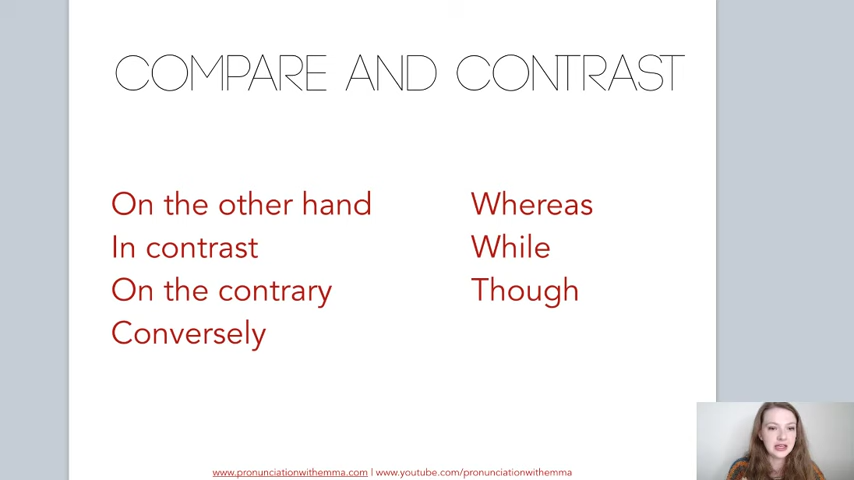 COMPARE AND CONTRAST
On the other hand
In contrast
On the contrary
Conversely
Whereas
While
Though
www.pronunciationwithemma.com | www.youtube.com/pronunciationwithemma